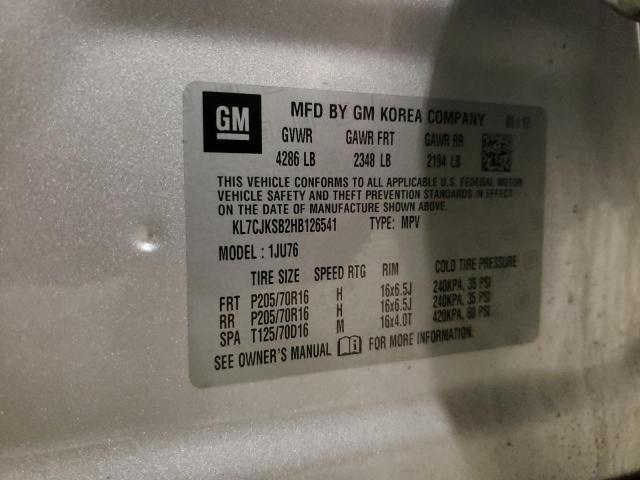 GM
MFD BY GM KOREA COMPANY 01/17
GVWR GAWR FRT GAWR RR
4286 LB 2348 LB 2194 LB
THIS VEHICLE CONFORMS TO ALL APPLICABLE U.S. FEDERAL MOTOR
VEHICLE SAFETY AND THEFT PREVENTION STANDARDS IN EFFECT ON
THE DATE OF MANUFACTURE SHOWN ABOVE.
KL7CJKSB2HB126541 TYPE: MPV
MODEL : 1JU76
TIRE SIZE SPEED RTG RIM COLD TIRE PRESSURE
FRT P205/70R16 H 16x6.5J 240KPA, 35 PSI
RR P205/70R16 H 16x6.5J 240KPA, 35 PSI
SPA T125/70D16 M 16x4.0T 420KPA, 60 PSI
SEE OWNER'S MANUAL FOR MORE INFORMATION.